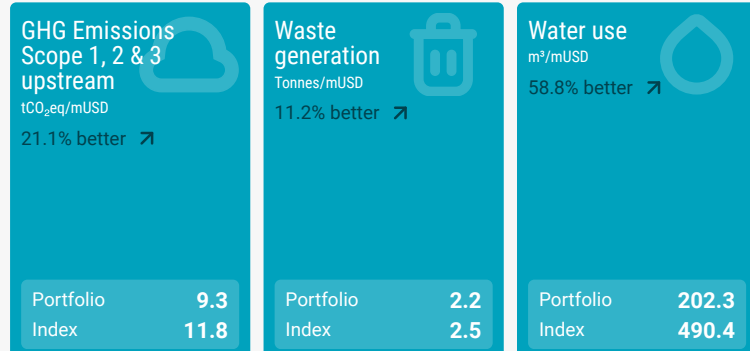 GHG Emissions
Scope 1, 2 & 3
upstream
tCO₂eq/mUSD
21.1% better
Portfolio 9.3
Index 11.8
Waste
generation
Tonnes/mUSD
11.2% better
Portfolio 2.2
Index 2.5
Water use
m³/mUSD
58.8% better
Portfolio 202.3
Index 490.4